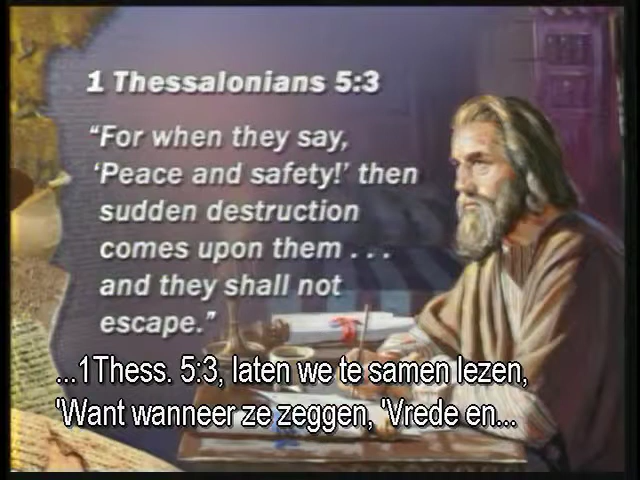 1 Thessalonians 5:3
“For when they say,
‘Peace and safety!’ then
sudden destruction
comes upon them . . .
and they shall not
escape.”
...1Thess. 5:3, laten we te samen lezen,
'Want wanneer ze zeggen, 'Vrede en...